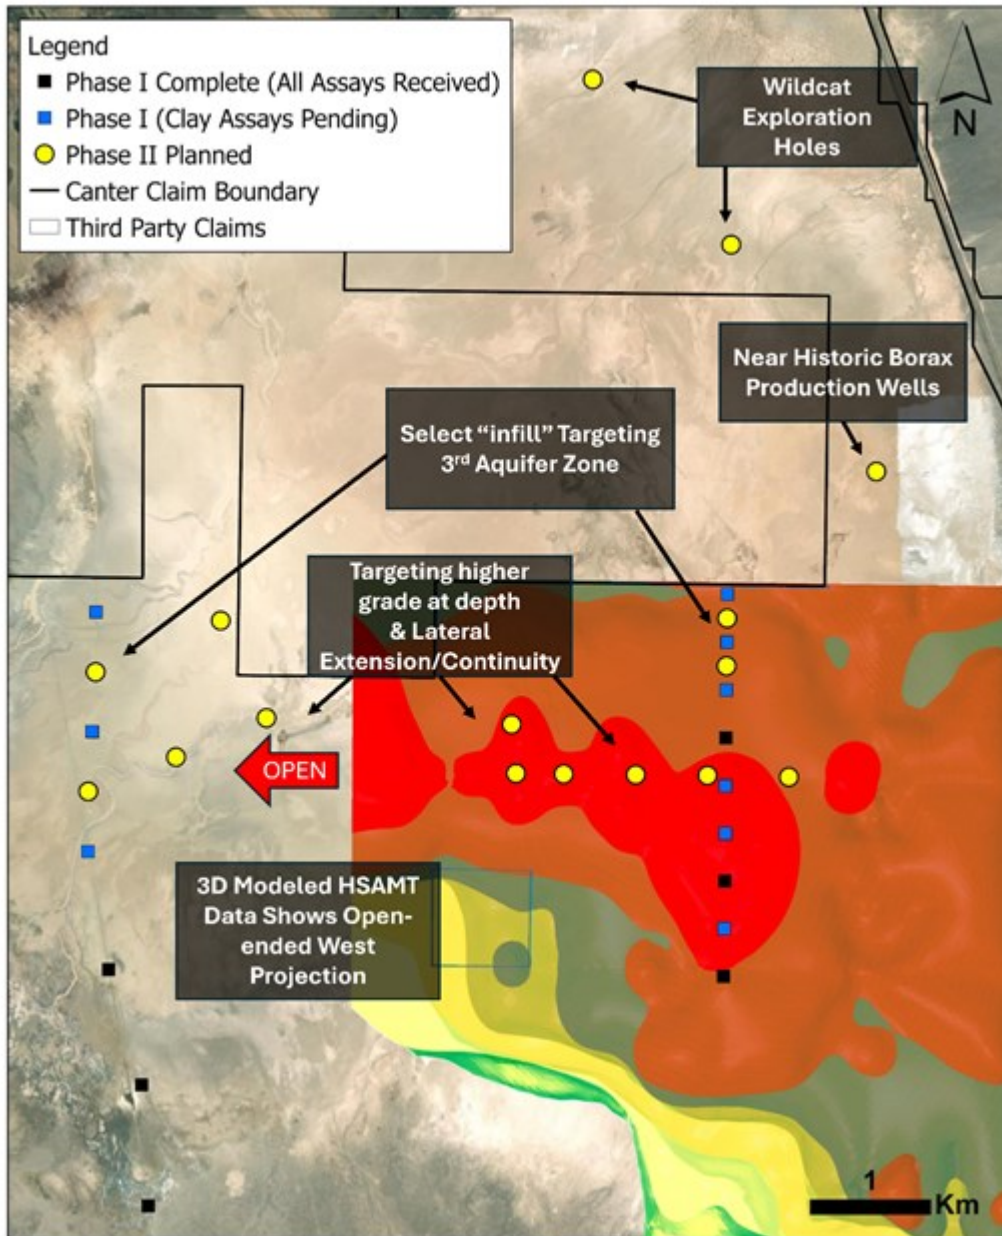 Legend
Phase I Complete (All Assays Received)
Phase I (Clay Assays Pending)
Phase II Planned
Canter Claim Boundary
Third Party Claims
Wildcat
Exploration
Holes
N
Near Historic Borax
Production Wells
Select “infill” Targeting
3rd Aquifer Zone
Targeting higher
grade at depth
& Lateral
Extension/Continuity
OPEN
3D Modeled HSAMT
Data Shows Open-
ended West
Projection
1
Km